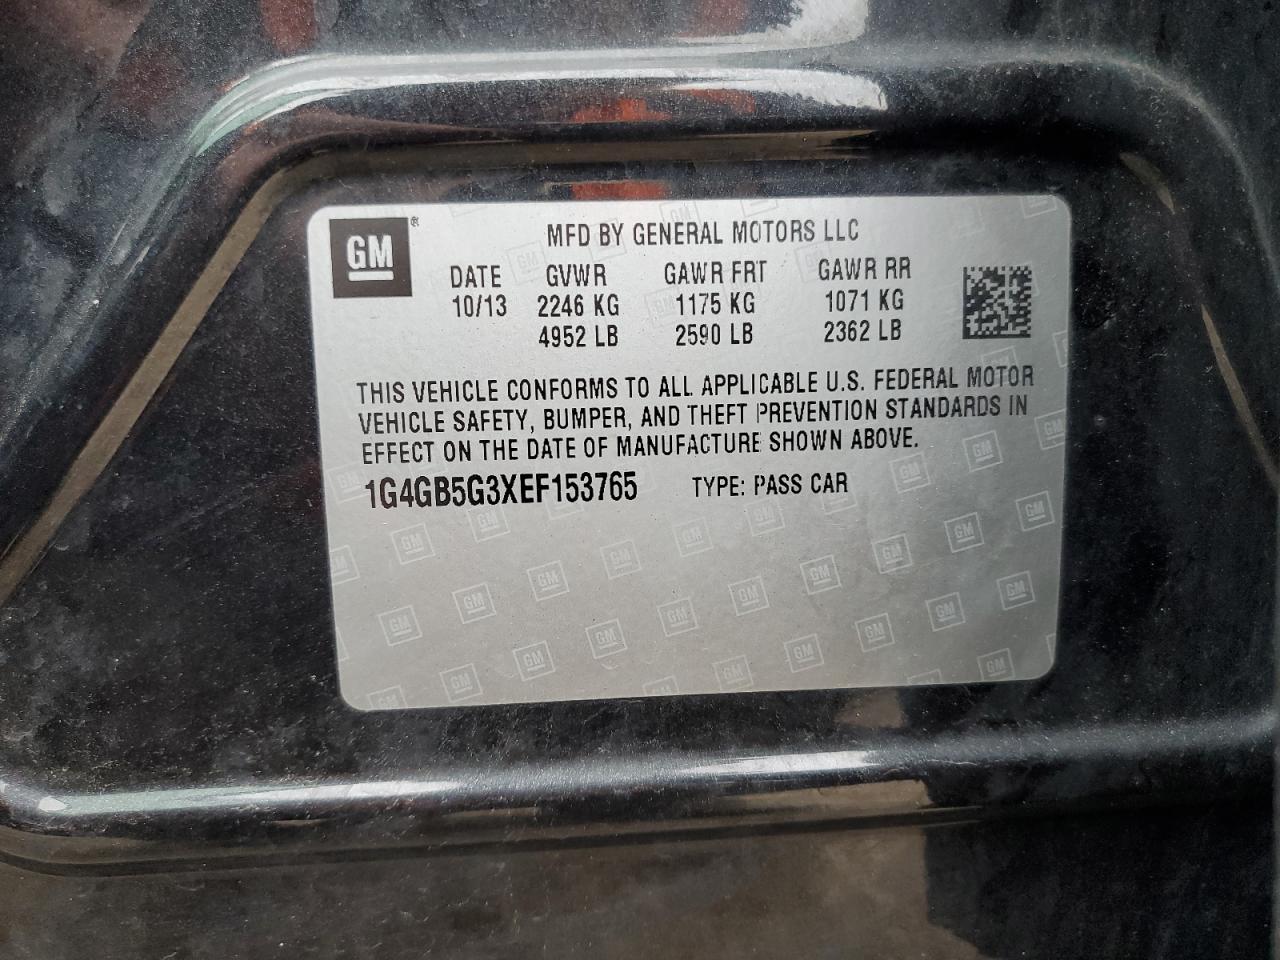 GM ®
MFD BY GENERAL MOTORS LLC
DATE GVWR GAWR FRT GAWR RR
10/13 2246 KG 1175 KG 1071 KG
4952 LB 2590 LB 2362 LB
THIS VEHICLE CONFORMS TO ALL APPLICABLE U.S. FEDERAL MOTOR
VEHICLE SAFETY, BUMPER, AND THEFT PREVENTION STANDARDS IN
EFFECT ON THE DATE OF MANUFACTURE SHOWN ABOVE.
1G4GB5G3XEF153765 TYPE: PASS CAR